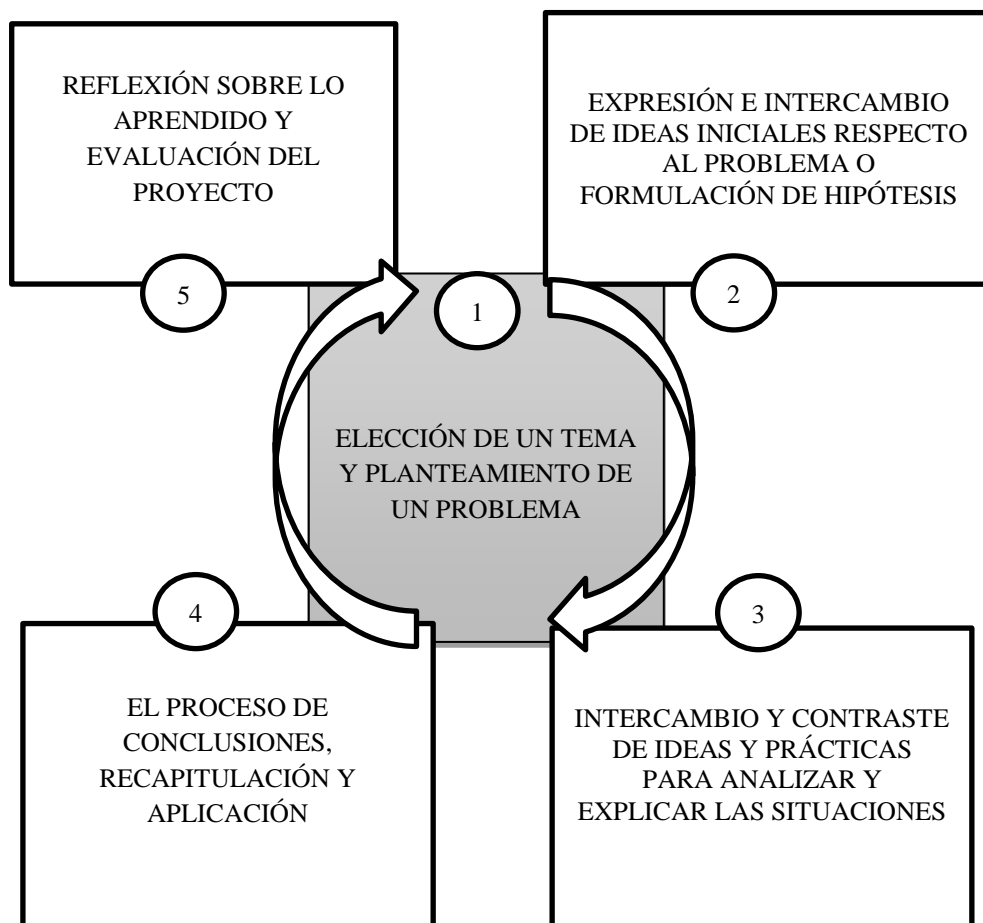 REFLEXIÓN SOBRE LO
APRENDIDO Y
EVALUACIÓN DEL
PROYECTO
5
EXPRESIÓN E INTERCAMBIO
DE IDEAS INICIALES RESPECTO
AL PROBLEMA O
FORMULACIÓN DE HIPÓTESIS
2
1
ELECCIÓN DE UN TEMA
Y PLANTEAMIENTO DE
UN PROBLEMA
4
EL PROCESO DE
CONCLUSIONES,
RECAPITULACIÓN Y
APLICACIÓN
3
INTERCAMBIO Y CONTRASTE
DE IDEAS Y PRÁCTICAS
PARA ANALIZAR Y
EXPLICAR LAS SITUACIONES